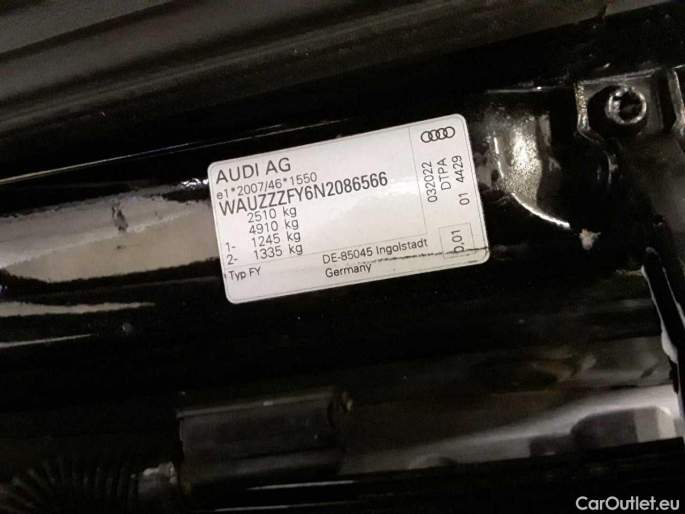 AUDI AG
e1*2007/46*1550
WAUZZZFY6N2086566
2510 kg
4910 kg
1- 1245 kg
2- 1335 kg
Typ FY
DE-85045 Ingolstadt
Germany
032022
DTPA
01 4429
D,01
CarOutlet.eu